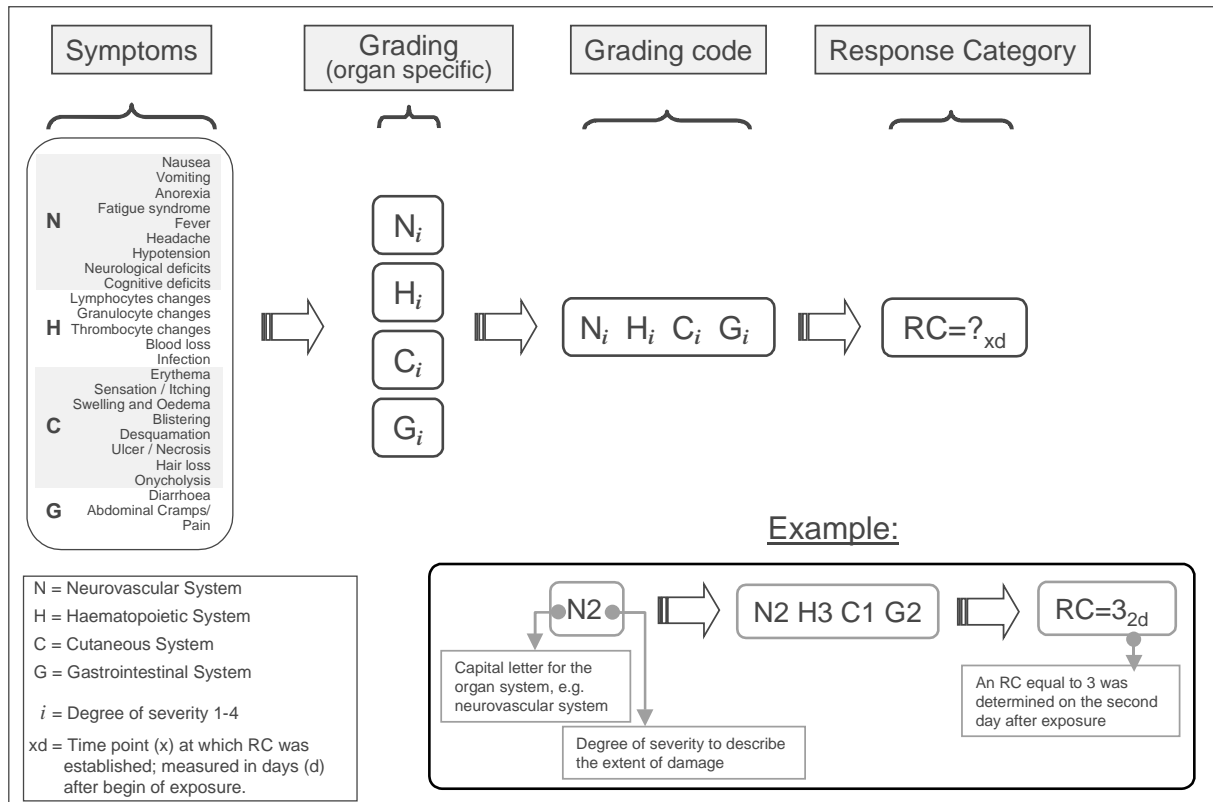 Symptoms
Grading
(organ specific)
Grading code
Response Category
N
Nausea
Vomiting
Anorexia
Fatigue syndrome
Fever
Headache
Hypotension
Neurological deficits
Cognitive deficits
H
Lymphocytes changes
Granulocyte changes
Thrombocyte changes
Blood loss
Infection
C
Erythema
Sensation / Itching
Swelling and Oedema
Blistering
Desquamation
Ulcer / Necrosis
Hair loss
Onycholysis
G
Diarrhoea
Abdominal Cramps/
Pain
Ni
Hi
Ci
Gi
Ni Hi Ci Gi
RC=?xd
N = Neurovascular System
H = Haematopoietic System
C = Cutaneous System
G = Gastrointestinal System
i = Degree of severity 1-4
xd = Time point (x) at which RC was
established; measured in days (d)
after begin of exposure.
Example:
N2
N2 H3 C1 G2
RC=32d
Capital letter for the
organ system, e.g.
neurovascular system
Degree of severity to describe
the extent of damage
An RC equal to 3 was
determined on the second
day after exposure